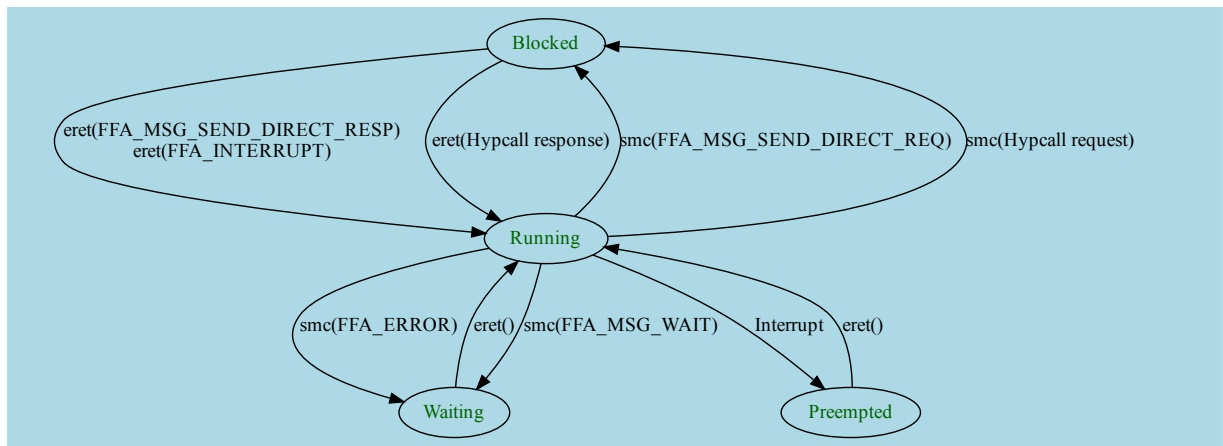 Blocked
eret(FFA_MSG_SEND_DIRECT_RESP)
eret(FFA_INTERRUPT)
eret(Hypcall response)
smc(FFA_MSG_SEND_DIRECT_REQ)
smc(Hypcall request)
Running
smc(FFA_ERROR)
eret()
smc(FFA_MSG_WAIT)
Interrupt
eret()
Waiting
Preempted